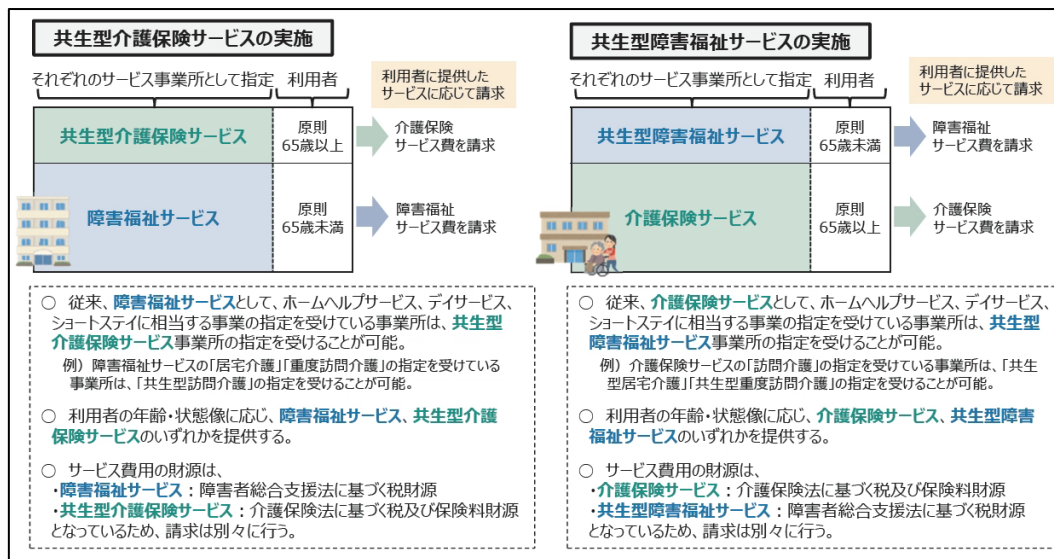 共生型介護保険サービスの実施
それぞれのサービス事業所として指定
利用者
利用者に提供した
サービスに応じて請求
共生型介護保険サービス
原則
65歳以上
介護保険
サービス費を請求
障害福祉サービス
原則
65歳未満
障害福祉
サービス費を請求
○ 従来、障害福祉サービスとして、ホームヘルプサービス、デイサービス、
ショートステイに相当する事業の指定を受けている事業所は、共生型
介護保険サービス事業所の指定を受けることが可能。
例）障害福祉サービスの「居宅介護」「重度訪問介護」の指定を受けている
事業所は、「共生型訪問介護」の指定を受けることが可能。
○ 利用者の年齢・状態像に応じ、障害福祉サービス、共生型介護
保険サービスのいずれかを提供する。
○ サービス費用の財源は、
・障害福祉サービス：障害者総合支援法に基づく税財源
・共生型介護保険サービス：介護保険法に基づく税及び保険料財源
となっているため、請求は別々に行う。
共生型障害福祉サービスの実施
それぞれのサービス事業所として指定
利用者
利用者に提供した
サービスに応じて請求
共生型障害福祉サービス
原則
65歳未満
障害福祉
サービス費を請求
介護保険サービス
原則
65歳以上
介護保険
サービス費を請求
○ 従来、介護保険サービスとして、ホームヘルプサービス、デイサービス、
ショートステイに相当する事業の指定を受けている事業所は、共生型
障害福祉サービス事業所の指定を受けることが可能。
例）介護保険サービスの「訪問介護」の指定を受けている事業所は、「共生
型居宅介護」「共生型重度訪問介護」の指定を受けることが可能。
○ 利用者の年齢・状態像に応じ、介護保険サービス、共生型障害
福祉サービスのいずれかを提供する。
○ サービス費用の財源は、
・介護保険サービス：介護保険法に基づく税及び保険料財源
・共生型障害福祉サービス：障害者総合支援法に基づく税財源
となっているため、請求は別々に行う。